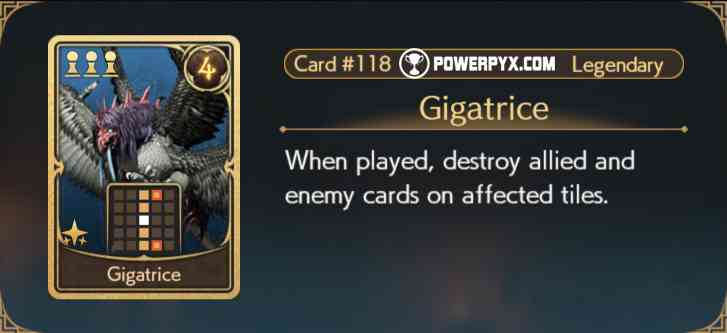 4
Gigatrice
Card #118 POWERPYX.COM Legendary
Gigatrice
When played, destroy allied and
enemy cards on affected tiles.